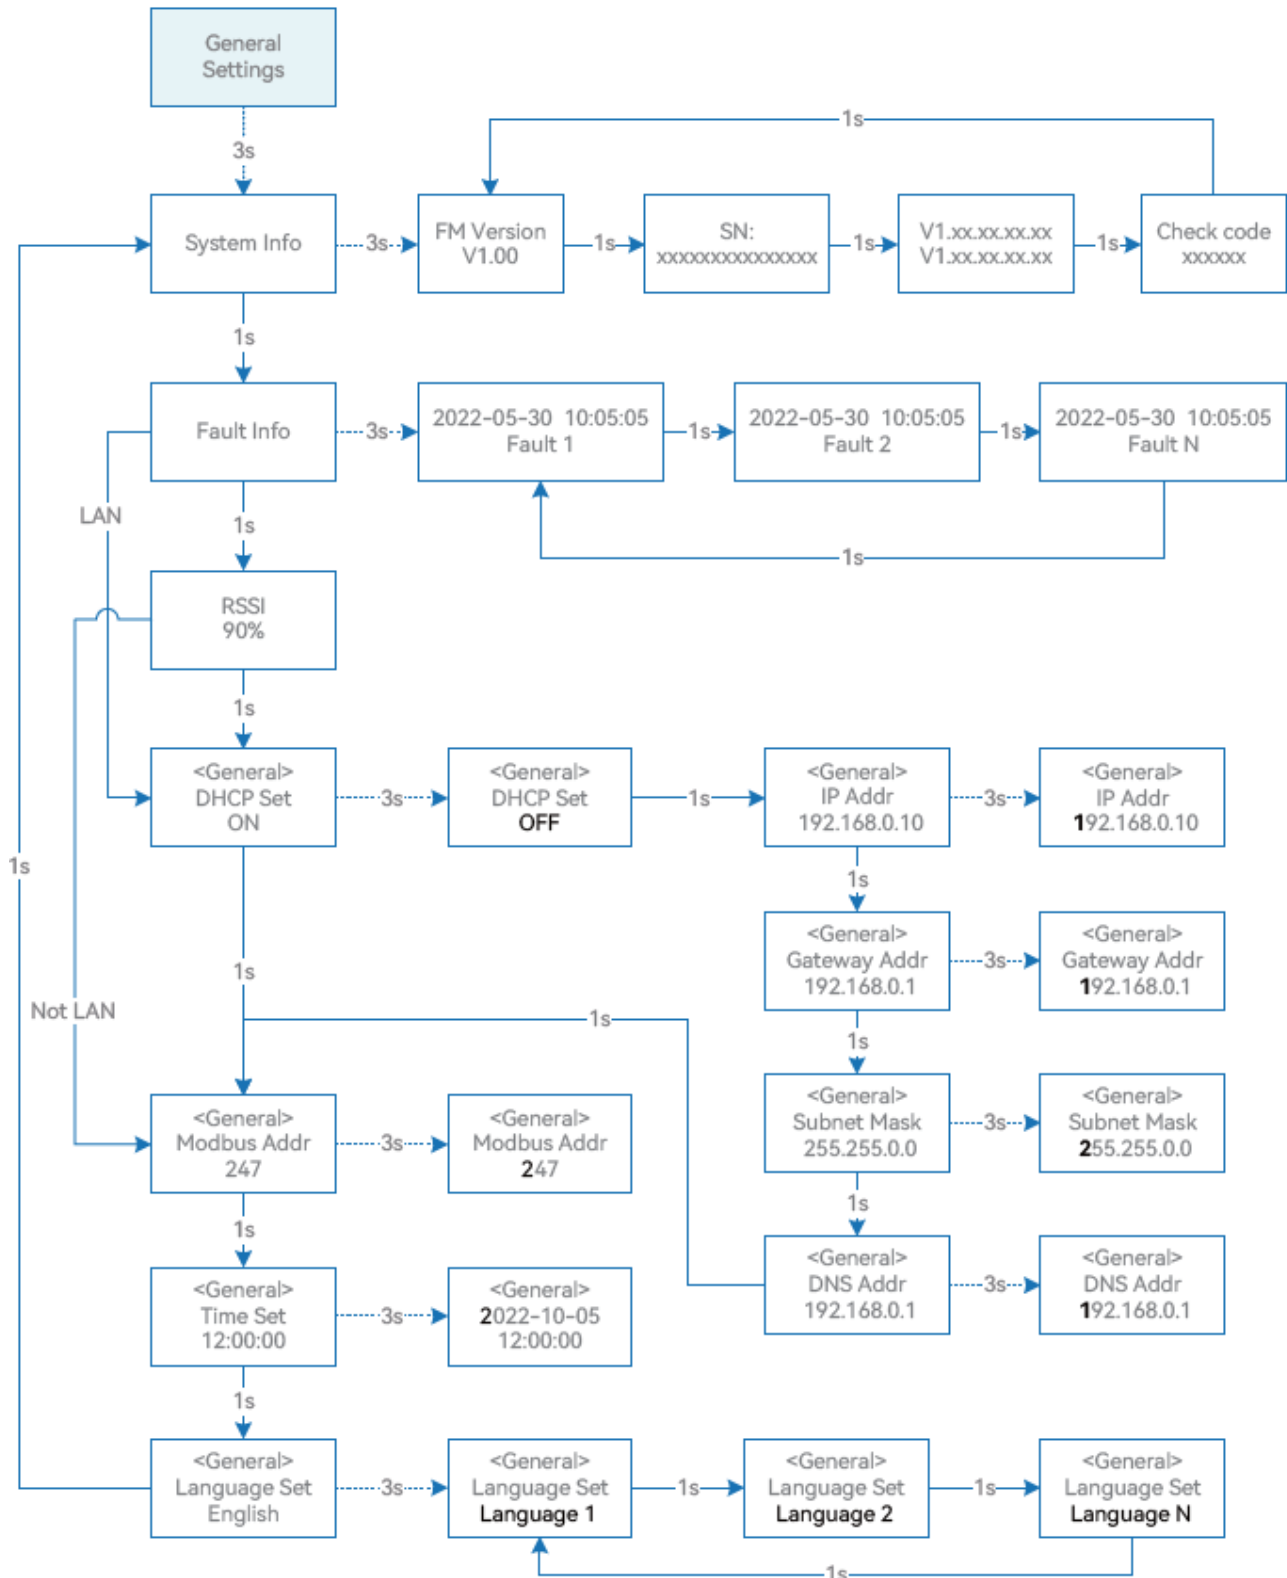 General
Settings
3s
1s
System Info
3s
FM Version
V1.00
1s
SN:
xxxxxxxxxxxxxxx
1s
V1.xx.xx.xx.xx
V1.xx.xx.xx.xx
1s
Check code
xxxxxx
1s
Fault Info
3s
2022-05-30 10:05:05
Fault 1
1s
2022-05-30 10:05:05
Fault 2
1s
2022-05-30 10:05:05
Fault N
LAN
1s
1s
RSSI
90%
1s
<General>
DHCP Set
ON
3s
<General>
DHCP Set
OFF
1s
<General>
IP Addr
192.168.0.10
3s
<General>
IP Addr
192.168.0.10
1s
1s
<General>
Gateway Addr
192.168.0.1
3s
<General>
Gateway Addr
192.168.0.1
1s
Not LAN
1s
1s
<General>
Modbus Addr
247
3s
<General>
Modbus Addr
247
<General>
Subnet Mask
255.255.0.0
3s
<General>
Subnet Mask
255.255.0.0
1s
1s
<General>
Time Set
12:00:00
3s
<General>
22022-10-05
12:00:00
<General>
DNS Addr
192.168.0.1
3s
<General>
DNS Addr
192.168.0.1
1s
<General>
Language Set
English
3s
<General>
Language Set
Language 1
1s
<General>
Language Set
Language 2
1s
<General>
Language Set
Language N
1s